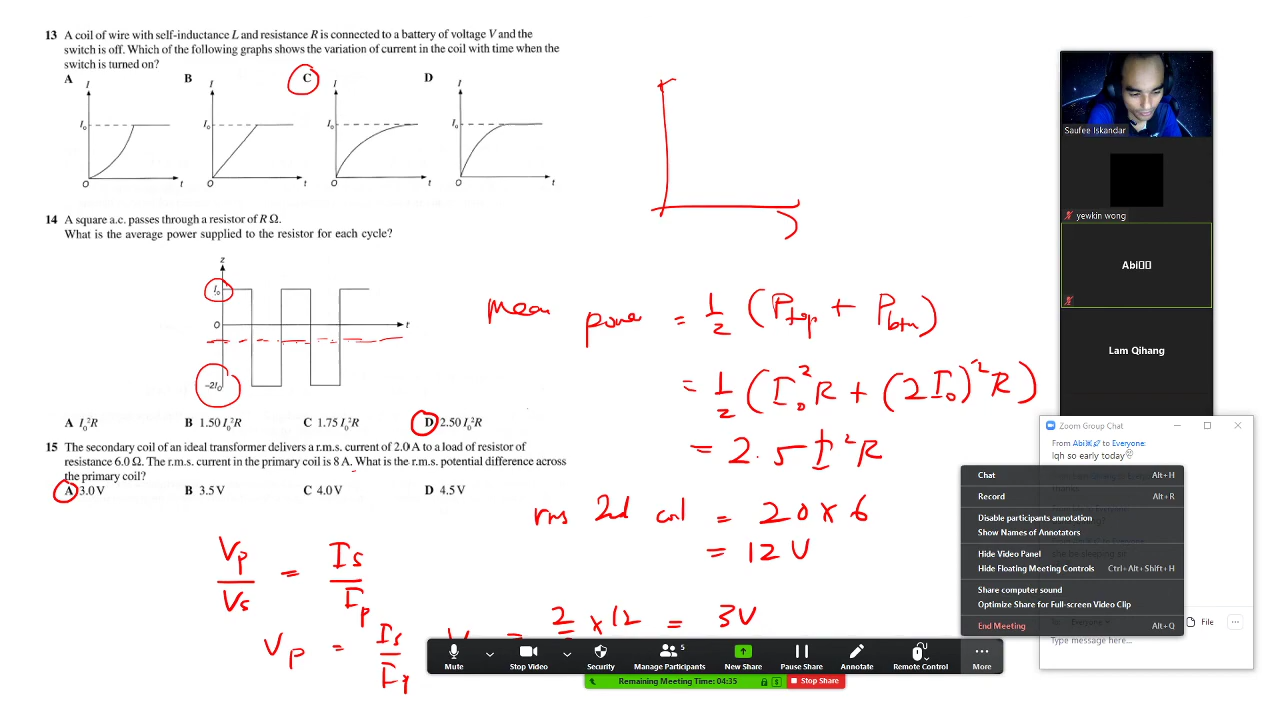 13 A coil of wire with self-inductance L and resistance R is connected to a battery of voltage V and the
switch is off. Which of the following graphs shows the variation of current in the coil with time when the
switch is turned on?
A B C D
I I I I
I₀ I₀ I₀ I₀
O t O t O t O t
14 A square a.c. passes through a resistor of R Ω.
What is the average power supplied to the resistor for each cycle?
z
I₀
O t
–2I₀
A I₀²R B 1.50 I₀²R C 1.75 I₀²R D 2.50 I₀²R
15 The secondary coil of an ideal transformer delivers a r.m.s. current of 2.0 A to a load of resistor of
resistance 6.0 Ω. The r.m.s. current in the primary coil is 8 A. What is the r.m.s. potential difference across
the primary coil?
A 3.0 V B 3.5 V C 4.0 V D 4.5 V
mean power = 1/2 (Ptop + Pbtm)
= 1/2 (I₀²R + (2I₀)²R)
= 2.5 I²R
rms 2nd coil = 2.0 × 6
= 12 V
Vp/Vs = Is/Ip
Vp = Is/Ip
= 2 × 12 = 3V
Saufee Iskandar
yewkin wong
Abi
Lam Qihang
Zoom Group Chat
From Abi to Everyone:
lqh so early today
Type message here...
File
Chat Alt+H
Record Alt+R
Disable participants annotation
Show Names of Annotators
Hide Video Panel
Hide Floating Meeting Controls Ctrl+Alt+Shift+H
Share computer sound
Optimize Share for Full-screen Video Clip
End Meeting Alt+Q
Mute
Stop Video
Security
Manage Participants
5
New Share
Pause Share
Annotate
Remote Control
More
Remaining Meeting Time: 04:35
Stop Share